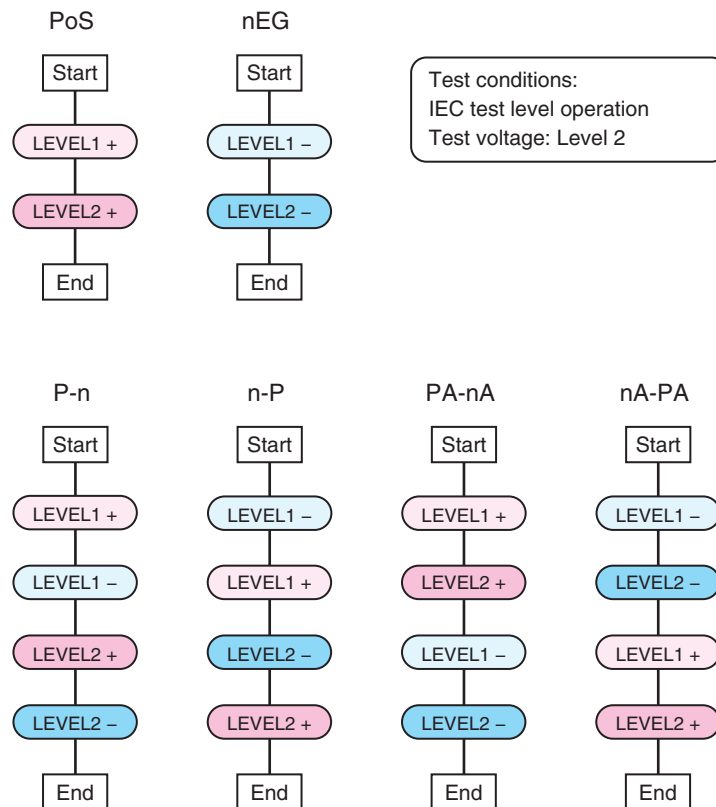 PoS
Start
LEVEL1 +
LEVEL2 +
End
nEG
Start
LEVEL1 −
LEVEL2 −
End
Test conditions:
IEC test level operation
Test voltage: Level 2
P-n
Start
LEVEL1 +
LEVEL1 −
LEVEL2 +
LEVEL2 −
End
n-P
Start
LEVEL1 −
LEVEL1 +
LEVEL2 −
LEVEL2 +
End
PA-nA
Start
LEVEL1 +
LEVEL2 +
LEVEL1 −
LEVEL2 −
End
nA-PA
Start
LEVEL1 −
LEVEL2 −
LEVEL1 +
LEVEL2 +
End